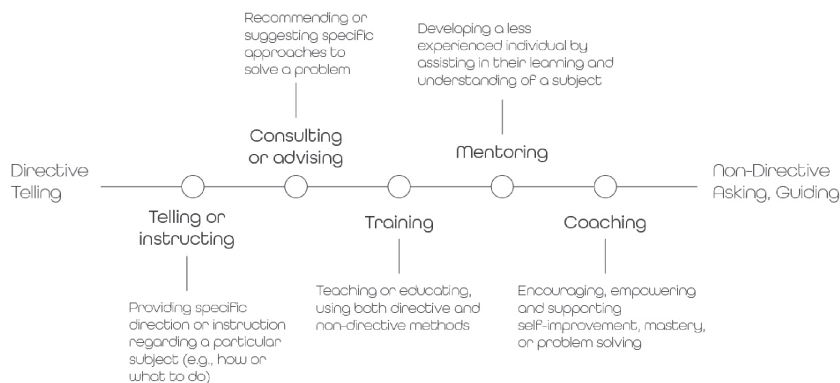 Recommending or
suggesting specific
approaches to
solve a problem
Developing a less
experienced individual by
assisting in their learning and
understanding of a subject
Consulting
or advising
Mentoring
Directive
Telling
Non-Directive
Asking, Guiding
Telling or
instructing
Training
Coaching
Providing specific
direction or instruction
regarding a particular
subject (e.g., how or
what to do)
Teaching or educating,
using both directive and
non-directive methods
Encouraging, empowering
and supporting
self-improvement, mastery,
or problem solving